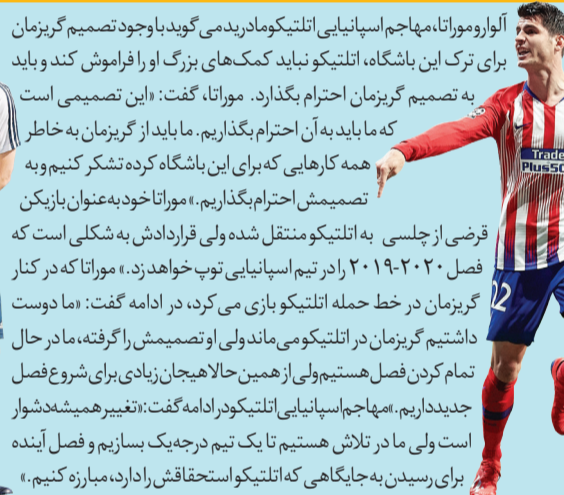 آلوارو موراتا، مهاجم اسپانیایی اتلتیکومادرید می گوید با وجود تصمیم گریزمان
برای ترک این باشگاه، اتلتیکو نباید کمک‌های بزرگ او را فراموش کند و باید
به تصمیم گریزمان احترام بگذارد. موراتا، گفت: «این تصمیمی است
که ما باید به آن احترام بگذاریم. ما باید از گریزمان به خاطر
همه کارهایی که برای این باشگاه کرده تشکر کنیم و به
تصمیمش احترام بگذاریم.» موراتا خود به عنوان بازیکن
قرضی از چلسی به اتلتیکو منتقل شده ولی قراردادش به شکلی است که
فصل ۲۰۲۰-۲۰۱۹ را در تیم اسپانیایی توپ خواهد زد.» موراتا که در کنار
گریزمان در خط حمله اتلتیکو بازی می کرد، در ادامه گفت: «ما دوست
داشتیم گریزمان در اتلتیکو می‌ماند ولی او تصمیمش را گرفته، ما در حال
تمام کردن فصل هستیم ولی از همین حالا هیجان زیادی برای شروع فصل
جدید داریم.» مهاجم اسپانیایی اتلتیکو در ادامه گفت: «تغییر همیشه دشوار
است ولی ما در تلاش هستیم تا یک تیم درجه‌یک بسازیم و فصل آینده
برای رسیدن به جایگاهی که اتلتیکو استحقاقش را دارد، مبارزه کنیم.»
Trade
Plus50
22